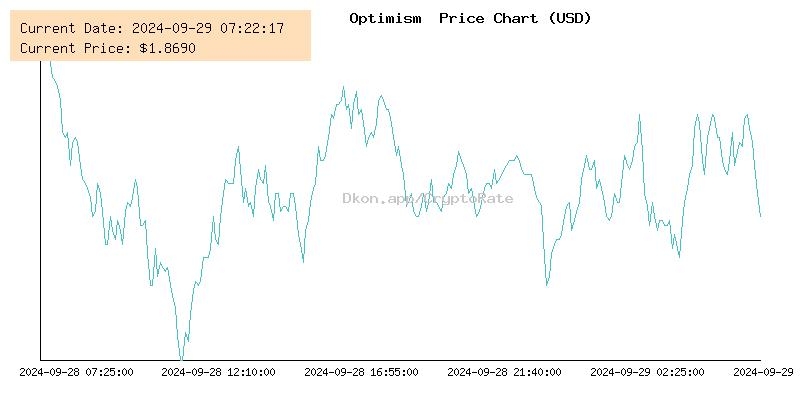 Optimism  Price Chart (USD)
Current Date: 2024-09-29 07:22:17
Current Price: $1.8690
Dkon.app/CryptoRate
2024-09-28 07:25:00 2024-09-28 12:10:00 2024-09-28 16:55:00 2024-09-28 21:40:00 2024-09-29 02:25:00 2024-09-29